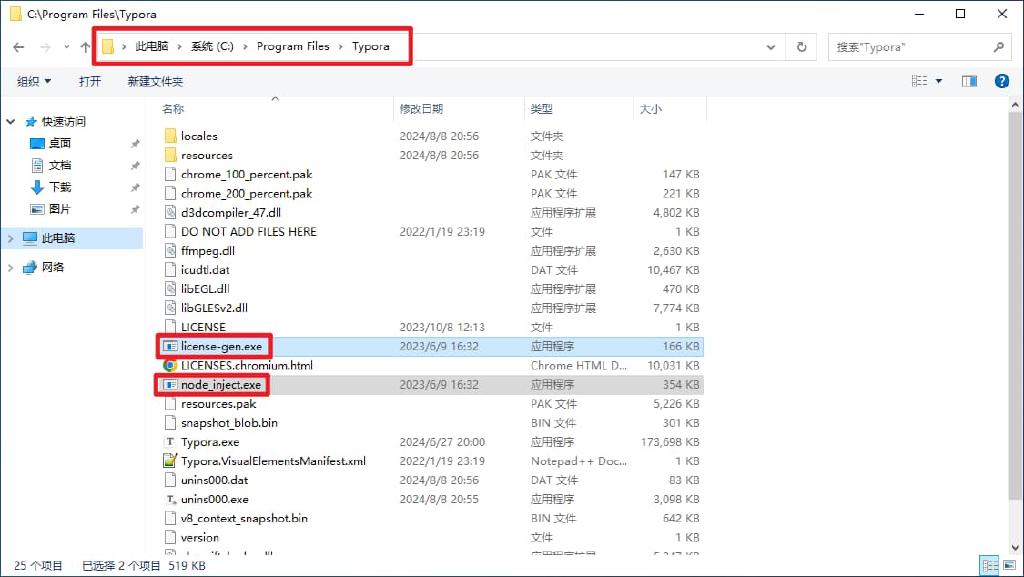 C:\Program Files\Typora
此电脑 › 系统 (C:) › Program Files › Typora
搜索"Typora"
组织 打开 新建文件夹
名称 修改日期 类型 大小
快速访问
桌面
文档
下载
图片
此电脑
网络
locales 2024/8/8 20:56 文件夹
resources 2024/8/8 20:56 文件夹
chrome_100_percent.pak PAK 文件 147 KB
chrome_200_percent.pak PAK 文件 221 KB
d3dcompiler_47.dll 应用程序扩展 4,802 KB
DO NOT ADD FILES HERE 2022/1/19 23:19 文件 1 KB
ffmpeg.dll 应用程序扩展 2,630 KB
icudtl.dat DAT 文件 10,467 KB
libEGL.dll 应用程序扩展 470 KB
libGLESv2.dll 应用程序扩展 7,774 KB
LICENSE 2023/10/8 12:13 文件 1 KB
license-gen.exe 2023/6/9 16:32 应用程序 166 KB
LICENSES.chromium.html Chrome HTML D... 10,031 KB
node_inject.exe 2023/6/9 16:32 应用程序 354 KB
resources.pak PAK 文件 5,226 KB
snapshot_blob.bin BIN 文件 301 KB
Typora.exe 2024/6/27 20:00 应用程序 173,698 KB
Typora.VisualElementsManifest.xml 2022/1/19 23:19 Notepad++ Doc... 1 KB
unins000.dat 2024/8/8 20:56 DAT 文件 83 KB
unins000.exe 2024/8/8 20:55 应用程序 3,098 KB
v8_context_snapshot.bin BIN 文件 642 KB
version 文件 1 KB
25 个项目 已选择 2 个项目 519 KB